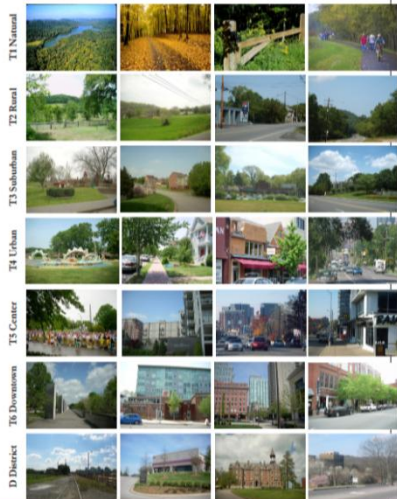 T1 Natural
T2 Rural
T3 Suburban
T4 Urban
T5 Center
T6 Downtown
D District